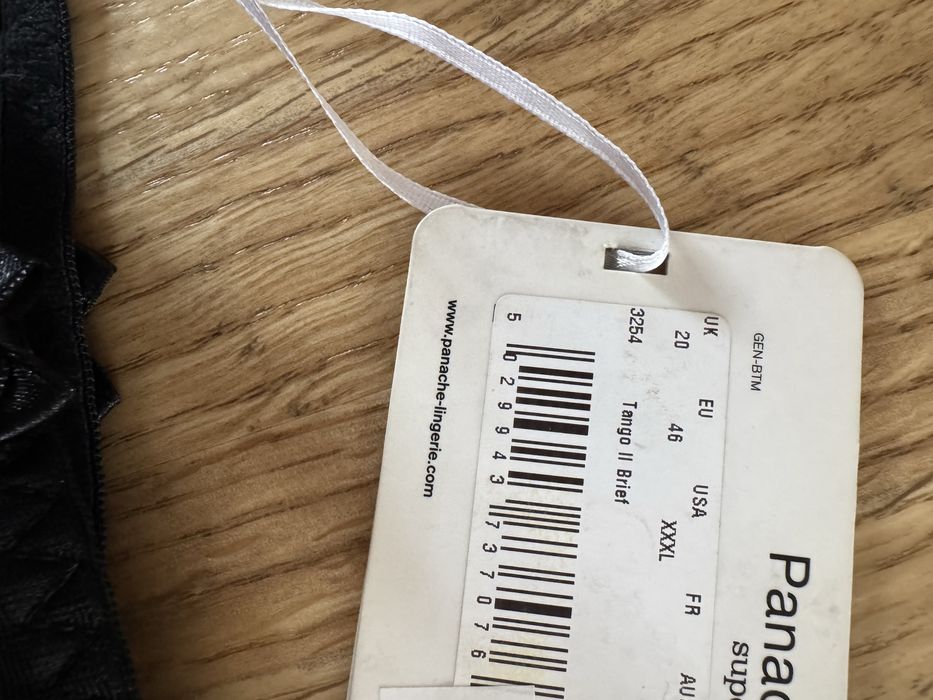 Panac
supe
GEN-BTM
UK EU USA FR AU
20 46 XXXL
3254 Tango II Brief
5 029943 737076
www.panache-lingerie.com